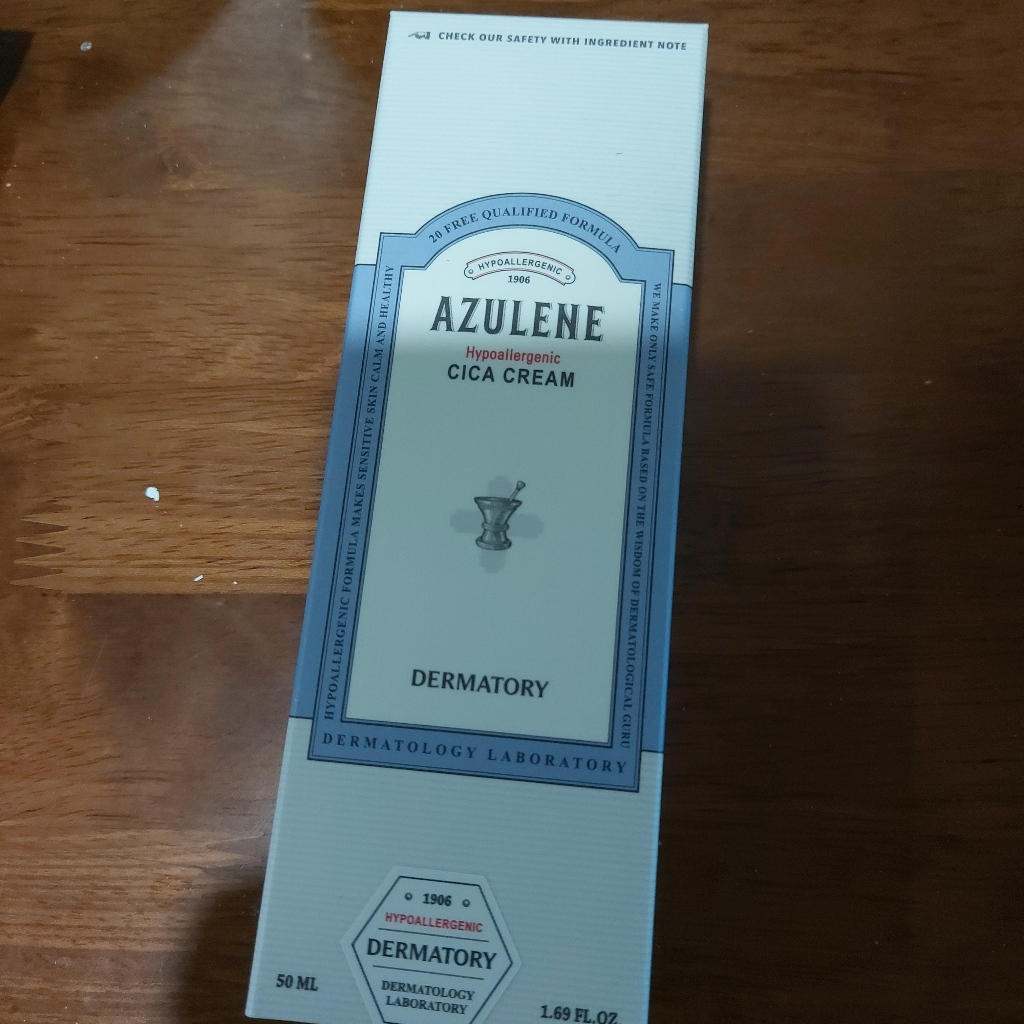 CHECK OUR SAFETY WITH INGREDIENT NOTE
20 FREE QUALIFIED FORMULA
HYPOALLERGENIC
1906
AZULENE
Hypoallergenic
CICA CREAM
HYPOALLERGENIC FORMULA MAKES SENSITIVE SKIN CALM AND HEALTHY
WE MAKE ONLY SAFE FORMULA BASED ON THE WISDOM OF DERMATOLOGICAL GURU
DERMATORY
DERMATOLOGY LABORATORY
1906
HYPOALLERGENIC
DERMATORY
DERMATOLOGY
LABORATORY
50 ML
1.69 FL.OZ.